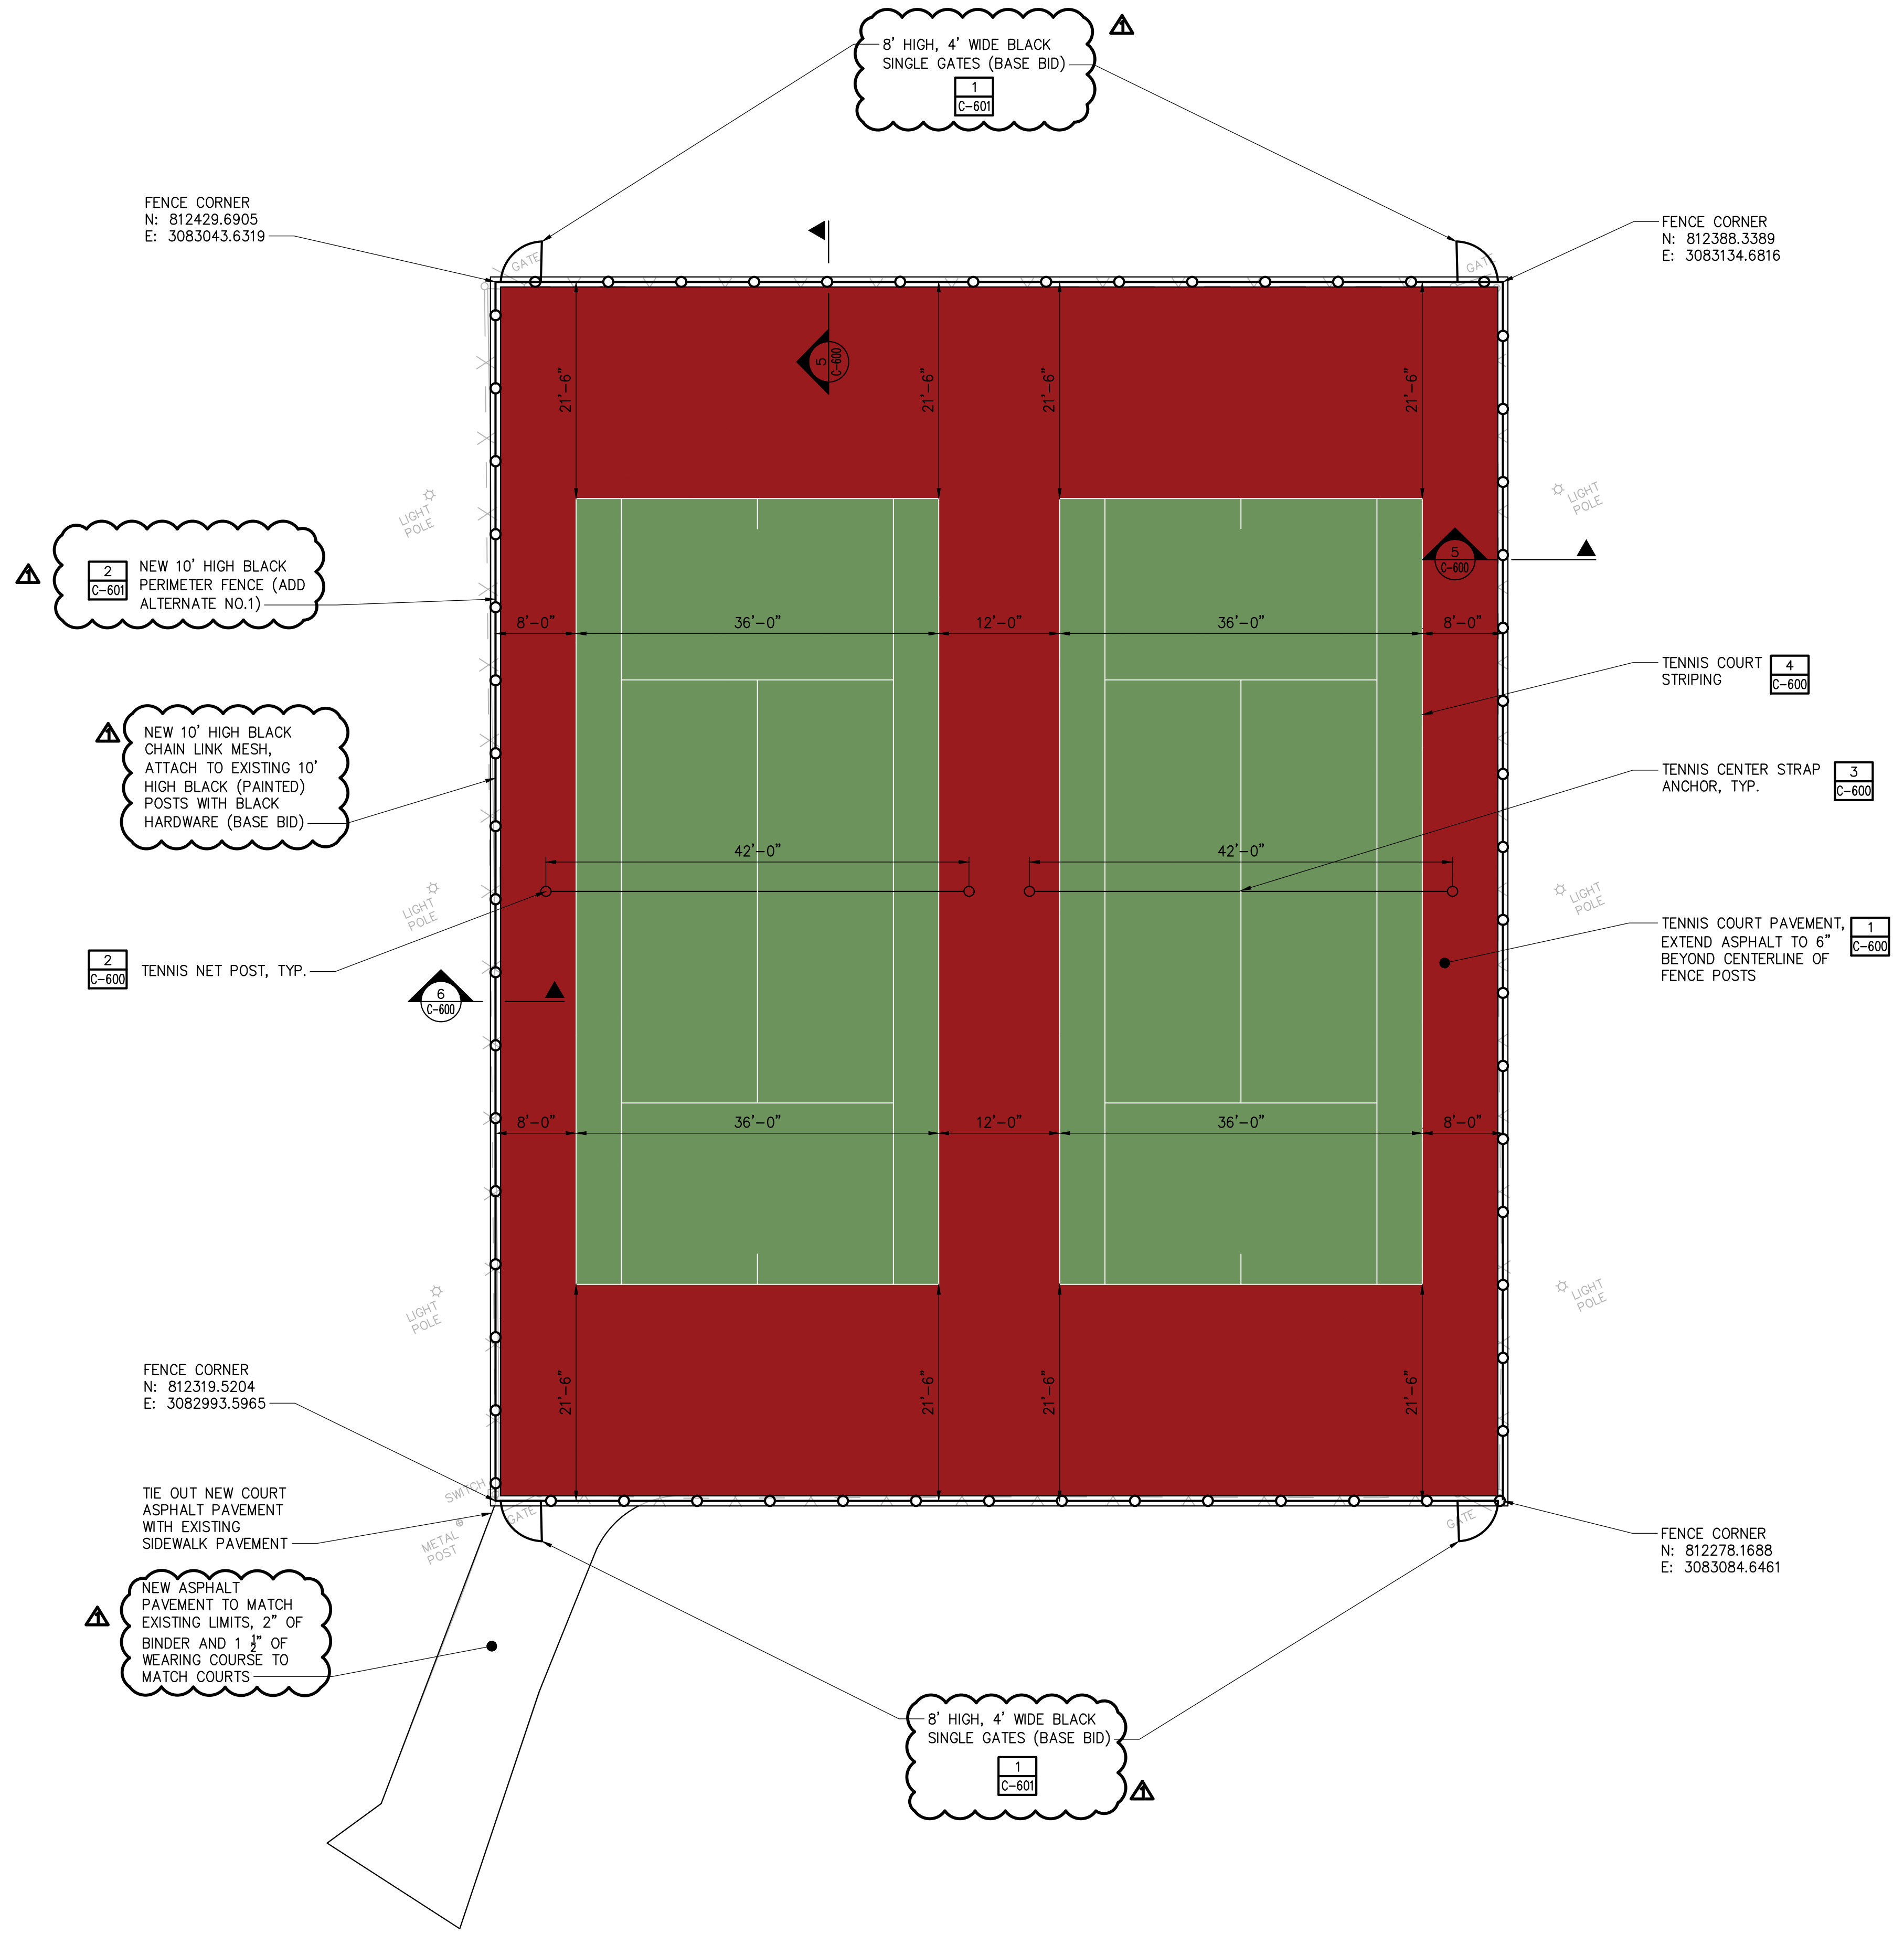 8' HIGH, 4' WIDE BLACK
SINGLE GATES (BASE BID)
1
C-601
1
FENCE CORNER
N: 812429.6905
E: 3083043.6319
FENCE CORNER
N: 812388.3389
E: 3083134.6816
GATE
GATE
5
C-600
21'-6"
21'-6"
21'-6"
21'-6"
LIGHT
POLE
LIGHT
POLE
1
2
C-601
NEW 10' HIGH BLACK
PERIMETER FENCE (ADD
ALTERNATE NO.1)
5
C-600
8'-0"
36'-0"
12'-0"
36'-0"
8'-0"
TENNIS COURT
STRIPING
4
C-600
1
NEW 10' HIGH BLACK
CHAIN LINK MESH,
ATTACH TO EXISTING 10'
HIGH BLACK (PAINTED)
POSTS WITH BLACK
HARDWARE (BASE BID)
TENNIS CENTER STRAP
ANCHOR, TYP.
3
C-600
42'-0"
42'-0"
LIGHT
POLE
LIGHT
POLE
TENNIS COURT PAVEMENT,
EXTEND ASPHALT TO 6"
BEYOND CENTERLINE OF
FENCE POSTS
1
C-600
2
C-600
TENNIS NET POST, TYP.
6
C-600
8'-0"
36'-0"
12'-0"
36'-0"
8'-0"
LIGHT
POLE
LIGHT
POLE
21'-6"
21'-6"
21'-6"
21'-6"
FENCE CORNER
N: 812319.5204
E: 3082993.5965
SWITCH
GATE
GATE
METAL
POST
TIE OUT NEW COURT
ASPHALT PAVEMENT
WITH EXISTING
SIDEWALK PAVEMENT
FENCE CORNER
N: 812278.1688
E: 3083084.6461
1
NEW ASPHALT
PAVEMENT TO MATCH
EXISTING LIMITS, 2" OF
BINDER AND 1 ½" OF
WEARING COURSE TO
MATCH COURTS
8' HIGH, 4' WIDE BLACK
SINGLE GATES (BASE BID)
1
C-601
1